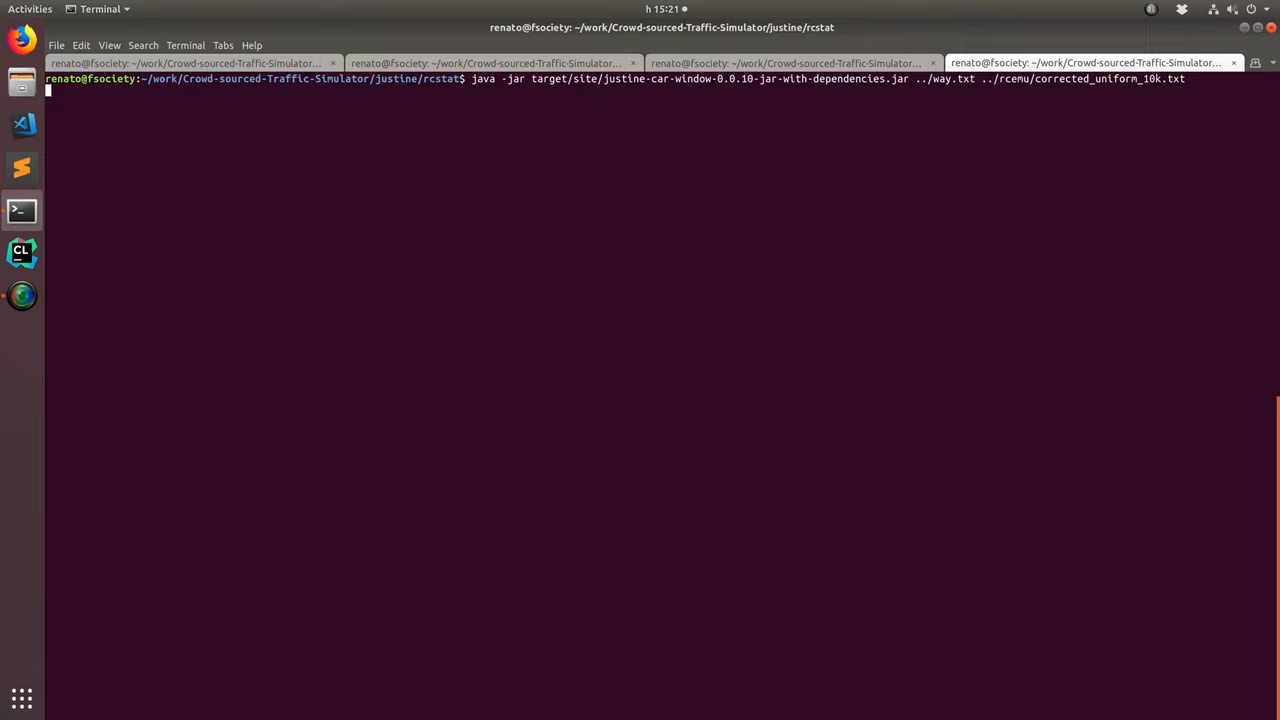 Activities Terminal h 15:21
renato@fsociety: ~/work/Crowd-sourced-Traffic-Simulator/justine/rcstat
File Edit View Search Terminal Tabs Help
renato@fsociety: ~/work/Crowd-sourced-Traffic-Simulator... × renato@fsociety: ~/work/Crowd-sourced-Traffic-Simulator... × renato@fsociety: ~/work/Crowd-sourced-Traffic-Simulator... × renato@fsociety: ~/work/Crowd-sourced-Traffic-Simulator... ×
renato@fsociety:~/work/Crowd-sourced-Traffic-Simulator/justine/rcstat$ java -jar target/site/justine-car-window-0.0.10-jar-with-dependencies.jar ../way.txt ../rcemu/corrected_uniform_10k.txt
>_
CL